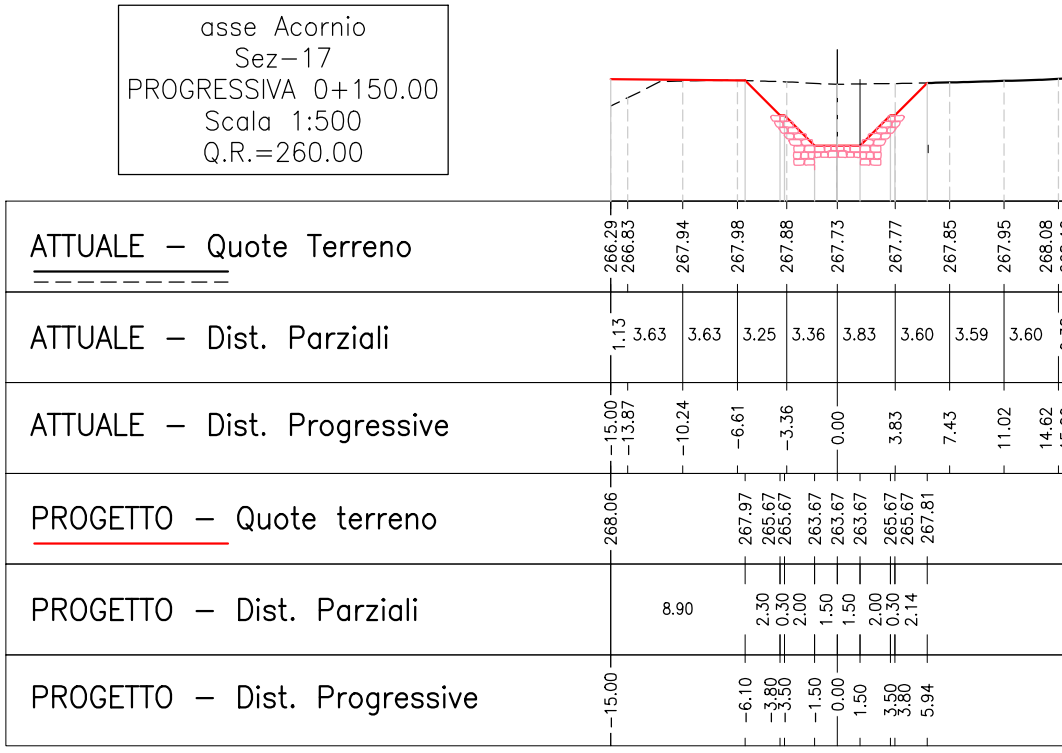 asse Acornio
Sez-17
PROGRESSIVA 0+150.00
Scala 1:500
Q.R.=260.00
ATTUALE - Quote Terreno
266.29 266.83 267.94 267.98 267.88 267.73 267.77 267.85 267.95 268.08
ATTUALE - Dist. Parziali
1.13 3.63 3.63 3.25 3.36 3.83 3.60 3.59 3.60
ATTUALE - Dist. Progressive
-15.00 -13.87 -10.24 -6.61 -3.36 0.00 3.83 7.43 11.02 14.62
PROGETTO - Quote terreno
268.06 267.97 265.67 265.67 263.67 263.67 263.67 265.67 265.67 267.81
PROGETTO - Dist. Parziali
8.90 2.30 0.30 2.00 1.50 1.50 2.00 0.30 2.14
PROGETTO - Dist. Progressive
-15.00 -6.10 -3.80 -3.50 -1.50 0.00 1.50 3.50 3.80 5.94